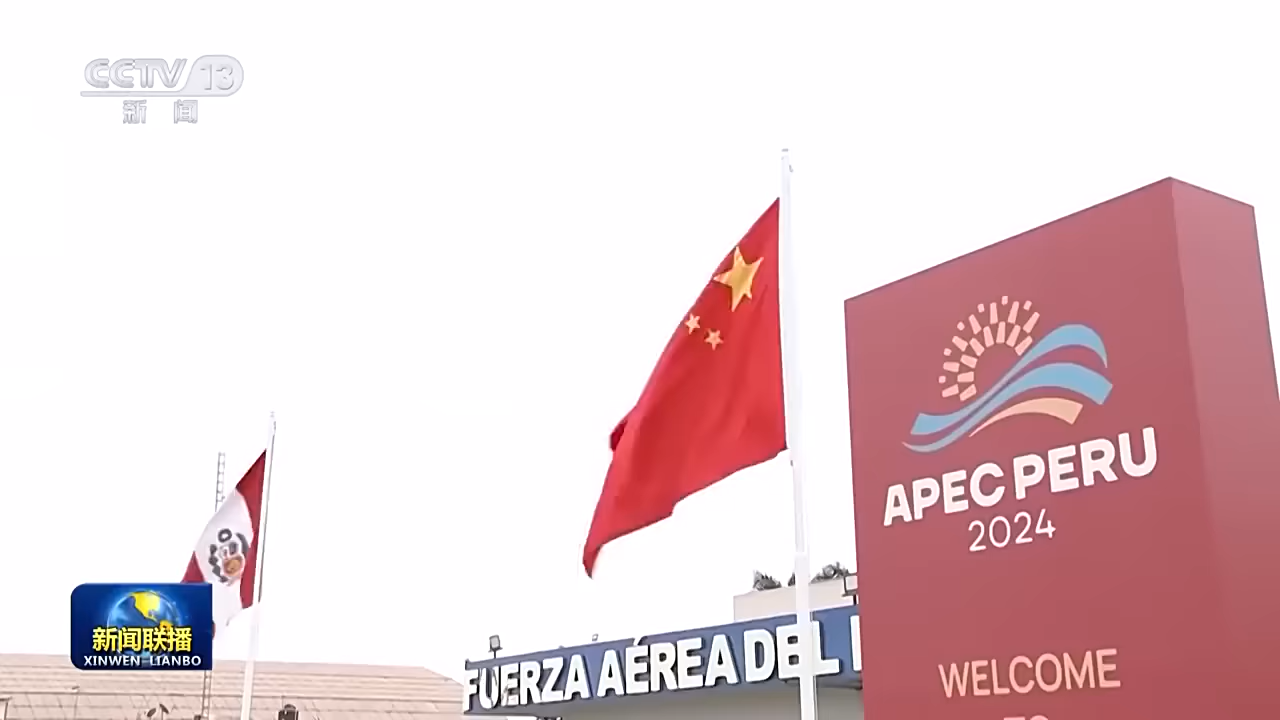 CCTV 13
新闻
APEC PERU
2024
WELCOME
FUERZA AÉREA DEL
新闻联播
XINWEN LIANBO